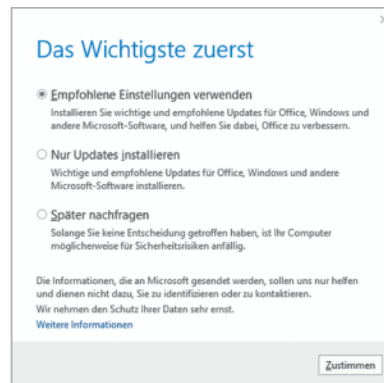 Das Wichtigste zuerst
Empfohlene Einstellungen verwenden
Installieren Sie wichtige und empfohlene Updates für Office, Windows und
andere Microsoft-Software, und helfen Sie dabei, Office zu verbessern.
Nur Updates installieren
Wichtige und empfohlene Updates für Office, Windows und andere
Microsoft-Software installieren.
Später nachfragen
Solange Sie keine Entscheidung getroffen haben, ist Ihr Computer
möglicherweise für Sicherheitsrisiken anfällig.
Die Informationen, die an Microsoft gesendet werden, sollen uns nur helfen
und dienen nicht dazu, Sie zu identifizieren oder zu kontaktieren.
Wir nehmen den Schutz Ihrer Daten sehr ernst.
Weitere Informationen
Zustimmen